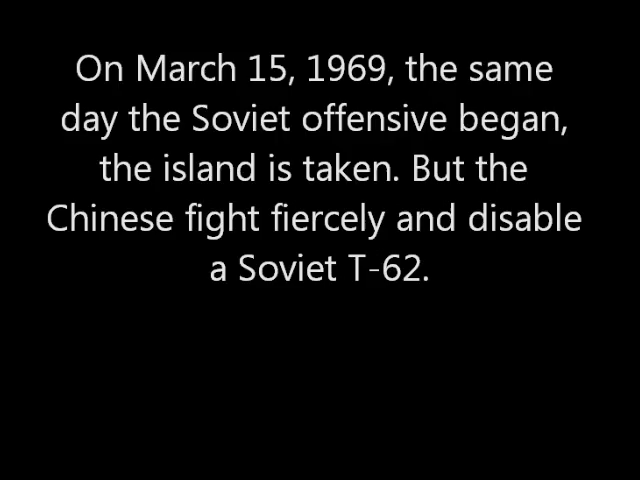 On March 15, 1969, the same
day the Soviet offensive began,
the island is taken. But the
Chinese fight fiercely and disable
a Soviet T-62.